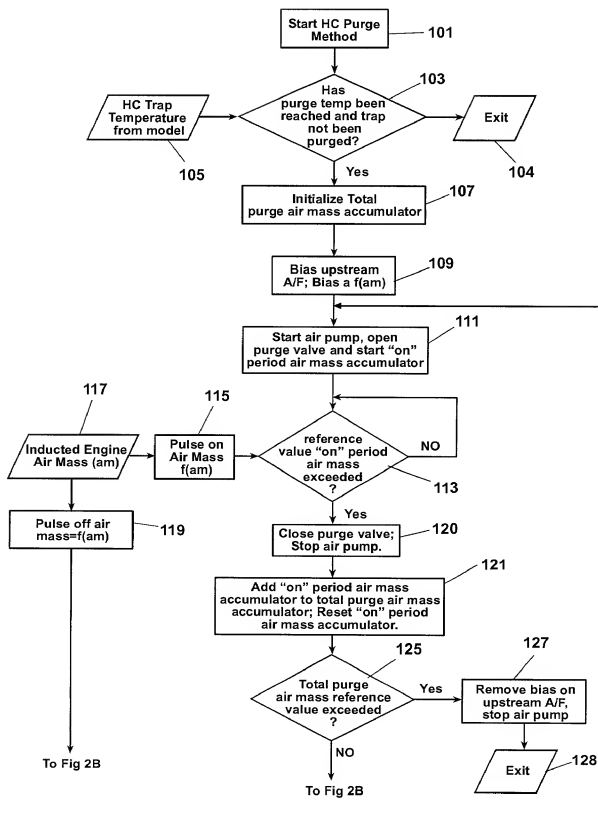 Start HC Purge
Method
101
103
Has
purge temp been
reached and trap
not been
purged?
HC Trap
Temperature
from model
105
Exit
104
Yes
Initialize Total
purge air mass accumulator
107
Bias upstream
A/F; Bias a f(am)
109
111
Start air pump, open
purge valve and start “on”
period air mass accumulator
117
115
Inducted Engine
Air Mass (am)
Pulse on
Air Mass
f(am)
reference
value “on” period
air mass
exceeded
?
NO
113
Pulse off air
mass=f(am)
119
Yes
Close purge valve;
Stop air pump.
120
121
Add “on” period air mass
accumulator to total purge air mass
accumulator; Reset “on” period
air mass accumulator.
125
127
Total purge
air mass reference
value exceeded
?
Yes
Remove bias on
upstream A/F,
stop air pump
NO
Exit
128
To Fig 2B
To Fig 2B